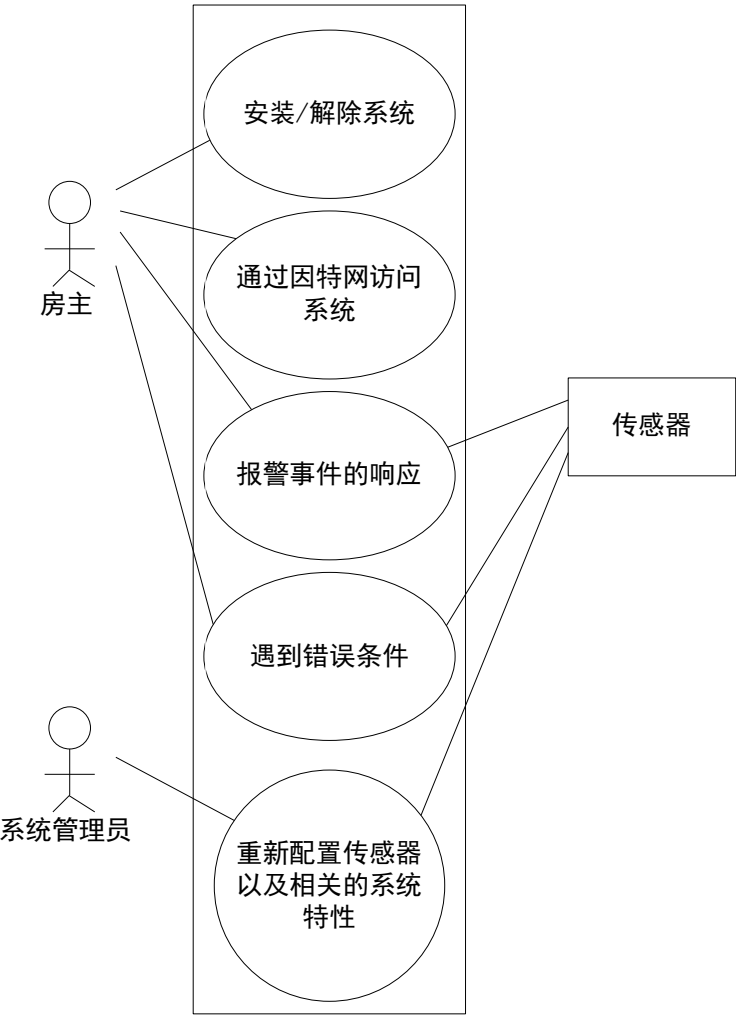 安装/解除系统
房主
通过因特网访问
系统
传感器
报警事件的响应
遇到错误条件
系统管理员
重新配置传感器
以及相关的系统
特性